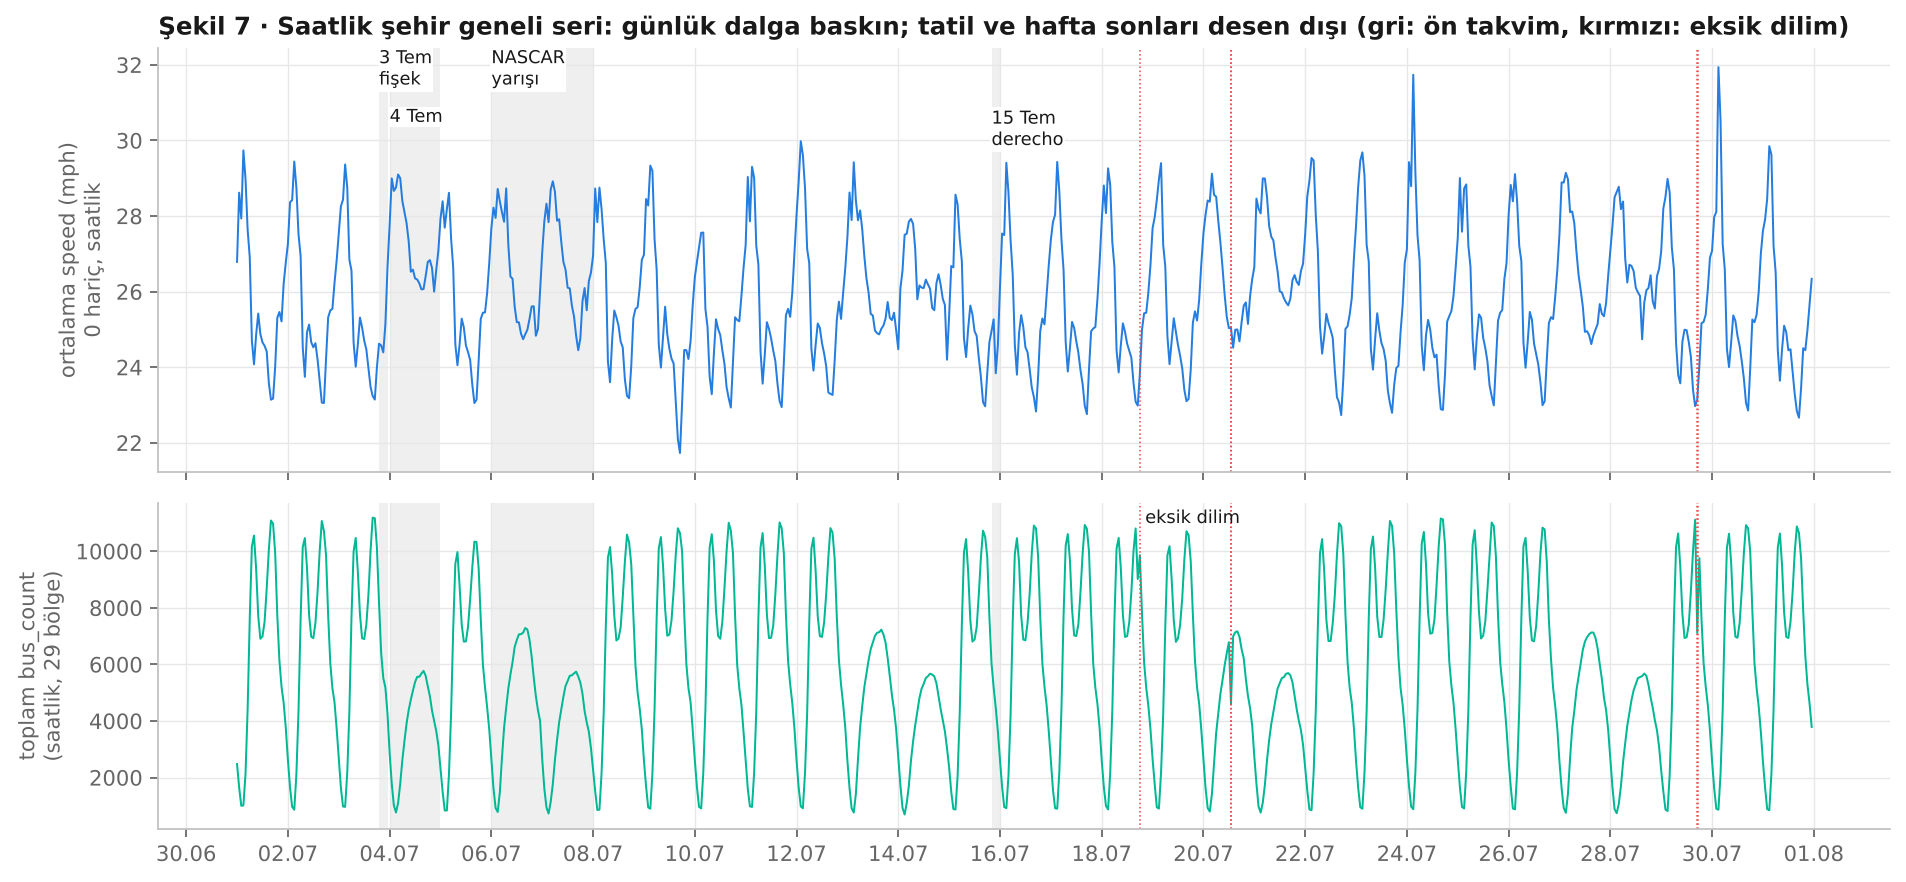 Şekil 7 · Saatlik şehir geneli seri: günlük dalga baskın; tatil ve hafta sonları desen dışı (gri: ön takvim, kırmızı: eksik dilim)
ortalama speed (mph)
0 hariç, saatlik
32
30
28
26
24
22
3 Tem
fişek
4 Tem
NASCAR
yarışı
15 Tem
derecho
toplam bus_count
(saatlik, 29 bölge)
10000
8000
6000
4000
2000
eksik dilim
30.06 02.07 04.07 06.07 08.07 10.07 12.07 14.07 16.07 18.07 20.07 22.07 24.07 26.07 28.07 30.07 01.08